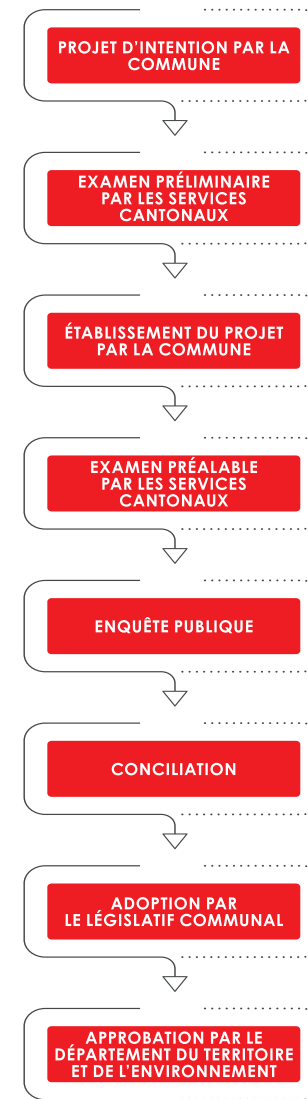 PROJET D'INTENTION PAR LA
COMMUNE
EXAMEN PRÉLIMINAIRE
PAR LES SERVICES
CANTONAUX
ÉTABLISSEMENT DU PROJET
PAR LA COMMUNE
EXAMEN PRÉALABLE
PAR LES SERVICES
CANTONAUX
ENQUÊTE PUBLIQUE
CONCILIATION
ADOPTION PAR
LE LÉGISLATIF COMMUNAL
APPROBATION PAR LE
DÉPARTEMENT DU TERRITOIRE
ET DE L'ENVIRONNEMENT